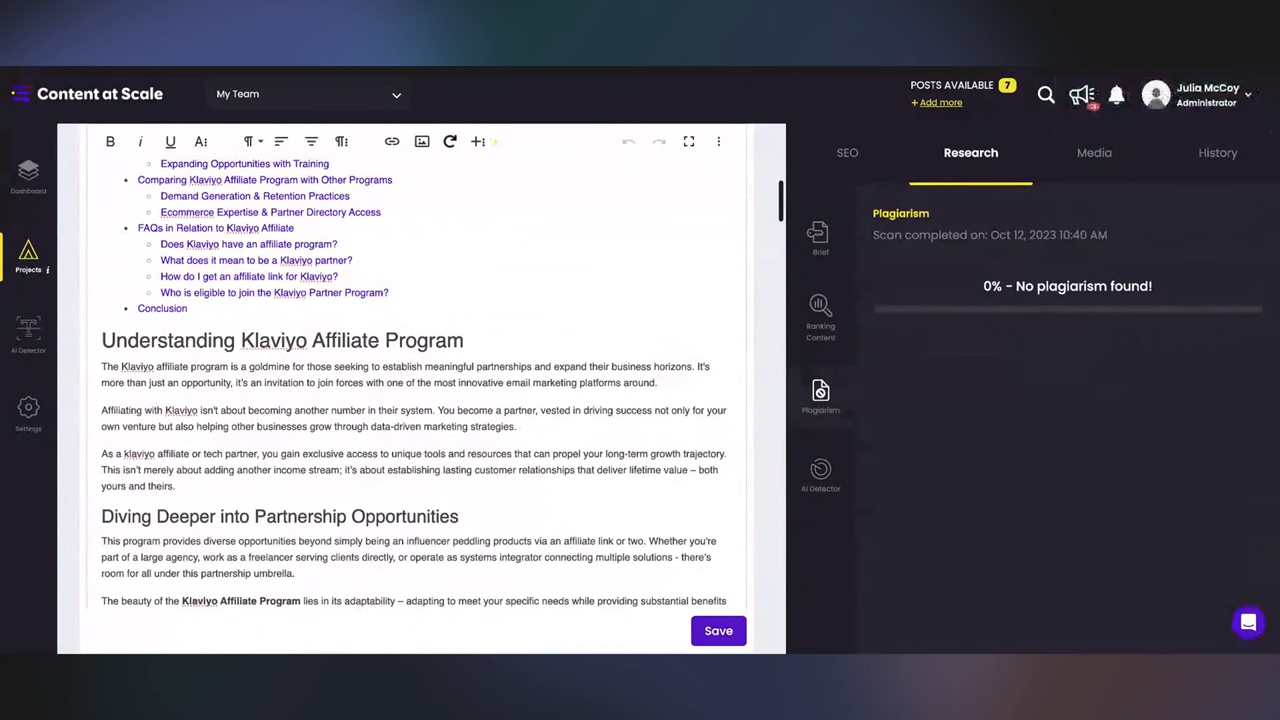 Content at Scale
My Team
POSTS AVAILABLE 7
+ Add more
Julia McCoy
Administrator
Dashboard
Projects
AI Detector
Settings
Expanding Opportunities with Training
Comparing Klaviyo Affiliate Program with Other Programs
Demand Generation & Retention Practices
Ecommerce Expertise & Partner Directory Access
FAQs in Relation to Klaviyo Affiliate
Does Klaviyo have an affiliate program?
What does it mean to be a Klaviyo partner?
How do I get an affiliate link for Klaviyo?
Who is eligible to join the Klaviyo Partner Program?
Conclusion
Understanding Klaviyo Affiliate Program
The Klaviyo affiliate program is a goldmine for those seeking to establish meaningful partnerships and expand their business horizons. It's
more than just an opportunity, it's an invitation to join forces with one of the most innovative email marketing platforms around.
Affiliating with Klaviyo isn't about becoming another number in their system. You become a partner, vested in driving success not only for your
own venture but also helping other businesses grow through data-driven marketing strategies.
As a klaviyo affiliate or tech partner, you gain exclusive access to unique tools and resources that can propel your long-term growth trajectory.
This isn't merely about adding another income stream; it's about establishing lasting customer relationships that deliver lifetime value – both
yours and theirs.
Diving Deeper into Partnership Opportunities
This program provides diverse opportunities beyond simply being an influencer peddling products via an affiliate link or two. Whether you're
part of a large agency, work as a freelancer serving clients directly, or operate as systems integrator connecting multiple solutions - there's
room for all under this partnership umbrella.
The beauty of the Klaviyo Affiliate Program lies in its adaptability – adapting to meet your specific needs while providing substantial benefits
Save
SEO
Research
Media
History
Brief
Ranking
Content
Plagiarism
AI Detector
Plagiarism
Scan completed on: Oct 12, 2023 10:40 AM
0% - No plagiarism found!